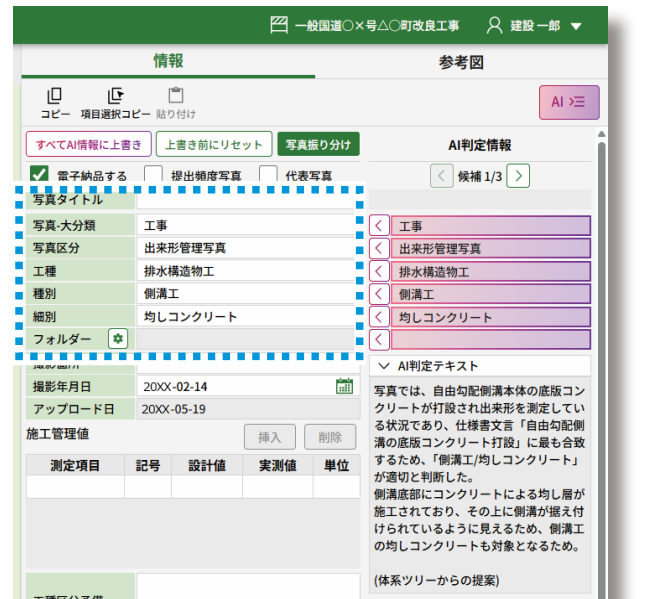 一般国道○×号△○町改良工事 建設 一郎 ▼
情報 参考図
コピー 項目選択コピー 貼り付け AI
すべてAI情報に上書き 上書き前にリセット 写真振り分け AI判定情報
電子納品する 提出頻度写真 代表写真 < 候補 1/3 >
写真タイトル
写真-大分類 工事 < 工事
写真区分 出来形管理写真 < 出来形管理写真
工種 排水構造物工 < 排水構造物工
種別 側溝工 < 側溝工
細別 均しコンクリート < 均しコンクリート
フォルダー <
AI判定テキスト
撮影年月日 20XX-02-14
アップロード日 20XX-05-19
施工管理値 挿入 削除
測定項目 記号 設計値 実測値 単位
写真では、自由勾配側溝本体の底版コン
クリートが打設され出来形を測定してい
る状況であり、仕様書文言「自由勾配側
溝の底版コンクリート打設」に最も合致
するため、「側溝工/均しコンクリート」
が適切と判断した。
側溝底部にコンクリートによる均し層が
施工されており、その上に側溝が据え付
けられているように見えるため、側溝工
の均しコンクリートも対象となるため。
(体系ツリーからの提案)